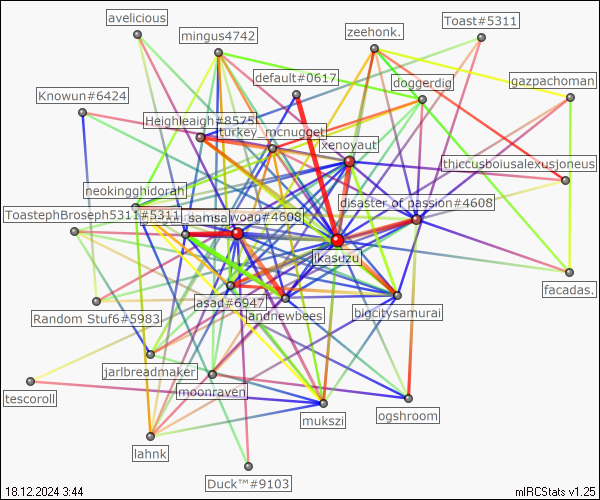 avelicious
Toast#5311
mingus4742
zeehonk.
default#0617
doggerdig
gazpachoman
Knowun#6424
Heighleaigh#8575
turkey mcnugget
xenoyaut
thiccusboiusalexusjoneus
neokingghidorah
disaster of passion#4608
ToastephBroseph5311#5311
samsa
woag#4608
ikasuzu
facadas.
asad#6947
andnewbees
bigcitysamurai
Random Stuf6#5983
jarlbreadmaker
moonraven
tescoroll
mukszi
ogshroom
lahnk
Duck™#9103
18.12.2024 3:44
mIRCStats v1.25